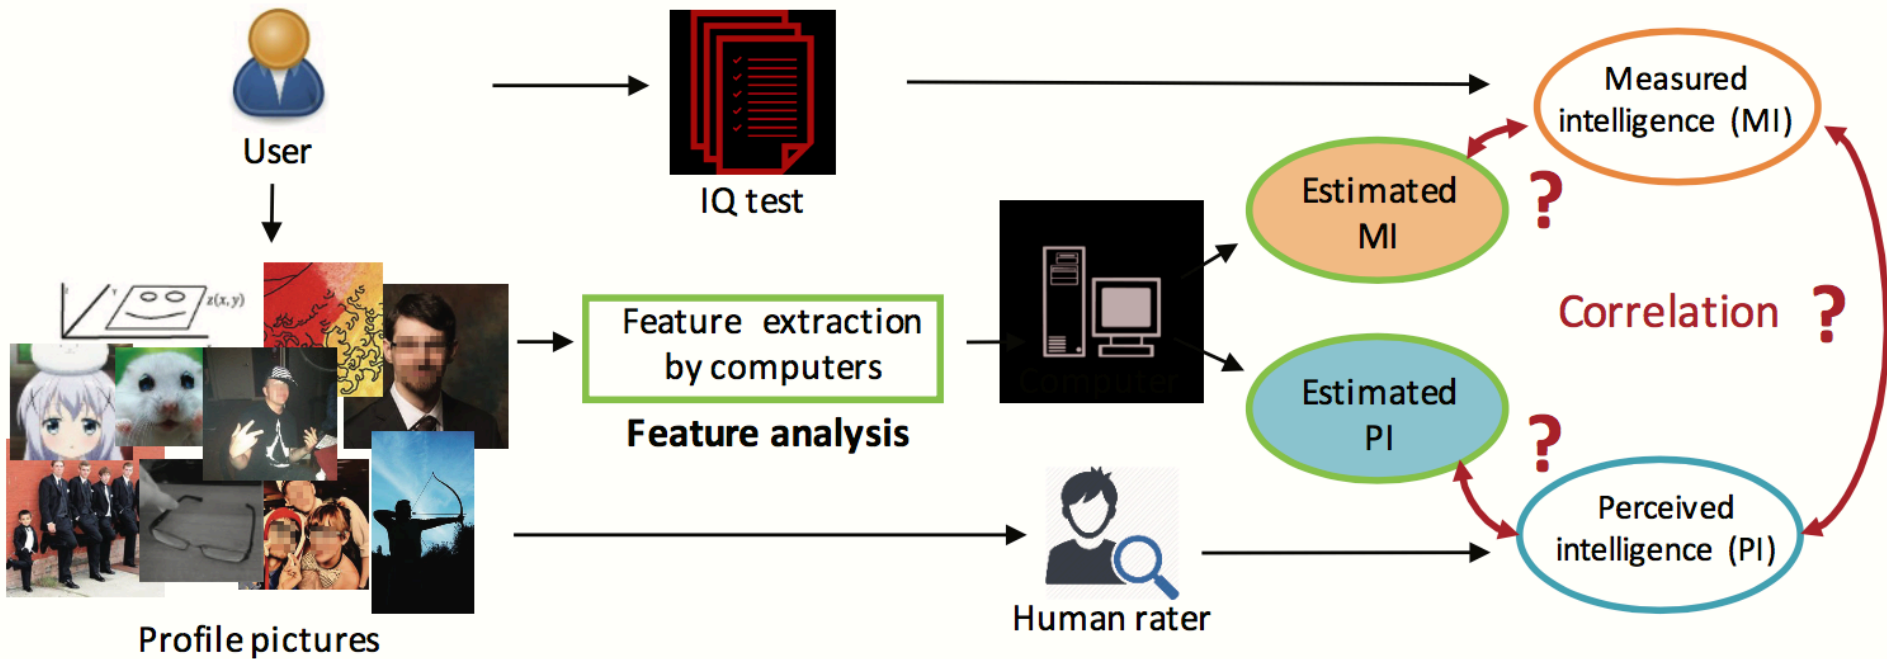 User
IQ test
Measured
intelligence (MI)
Estimated
MI
?
z(x,y)
Feature extraction
by computers
Feature analysis
Computer
Correlation ?
Estimated
PI
?
Perceived
intelligence (PI)
Human rater
Profile pictures